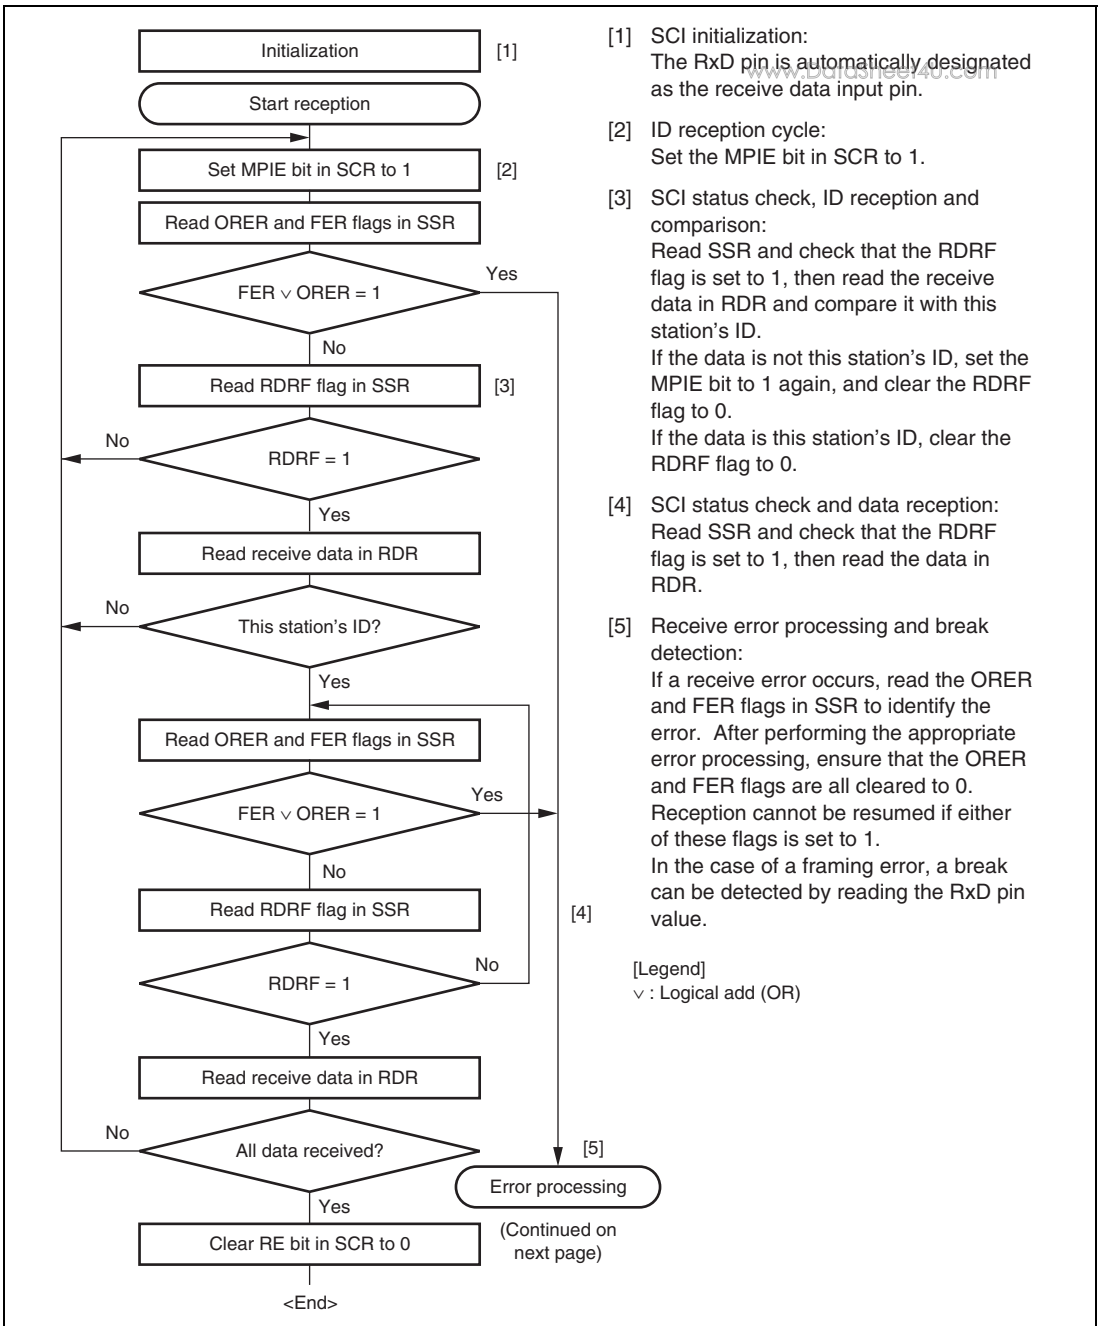 Initialization
[1]
Start reception
Set MPIE bit in SCR to 1
[2]
Read ORER and FER flags in SSR
FER ∨ ORER = 1
Yes
No
Read RDRF flag in SSR
[3]
No
RDRF = 1
Yes
Read receive data in RDR
No
This station's ID?
Yes
Read ORER and FER flags in SSR
FER ∨ ORER = 1
Yes
No
Read RDRF flag in SSR
[4]
RDRF = 1
No
Yes
Read receive data in RDR
No
All data received?
[5]
Error processing
Yes
(Continued on
next page)
Clear RE bit in SCR to 0
<End>
[1] SCI initialization:
The RxD pin is automatically designated
www.DataSheet4U.com
as the receive data input pin.
[2] ID reception cycle:
Set the MPIE bit in SCR to 1.
[3] SCI status check, ID reception and
comparison:
Read SSR and check that the RDRF
flag is set to 1, then read the receive
data in RDR and compare it with this
station's ID.
If the data is not this station's ID, set the
MPIE bit to 1 again, and clear the RDRF
flag to 0.
If the data is this station's ID, clear the
RDRF flag to 0.
[4] SCI status check and data reception:
Read SSR and check that the RDRF
flag is set to 1, then read the data in
RDR.
[5] Receive error processing and break
detection:
If a receive error occurs, read the ORER
and FER flags in SSR to identify the
error. After performing the appropriate
error processing, ensure that the ORER
and FER flags are all cleared to 0.
Reception cannot be resumed if either
of these flags is set to 1.
In the case of a framing error, a break
can be detected by reading the RxD pin
value.
[Legend]
∨ : Logical add (OR)